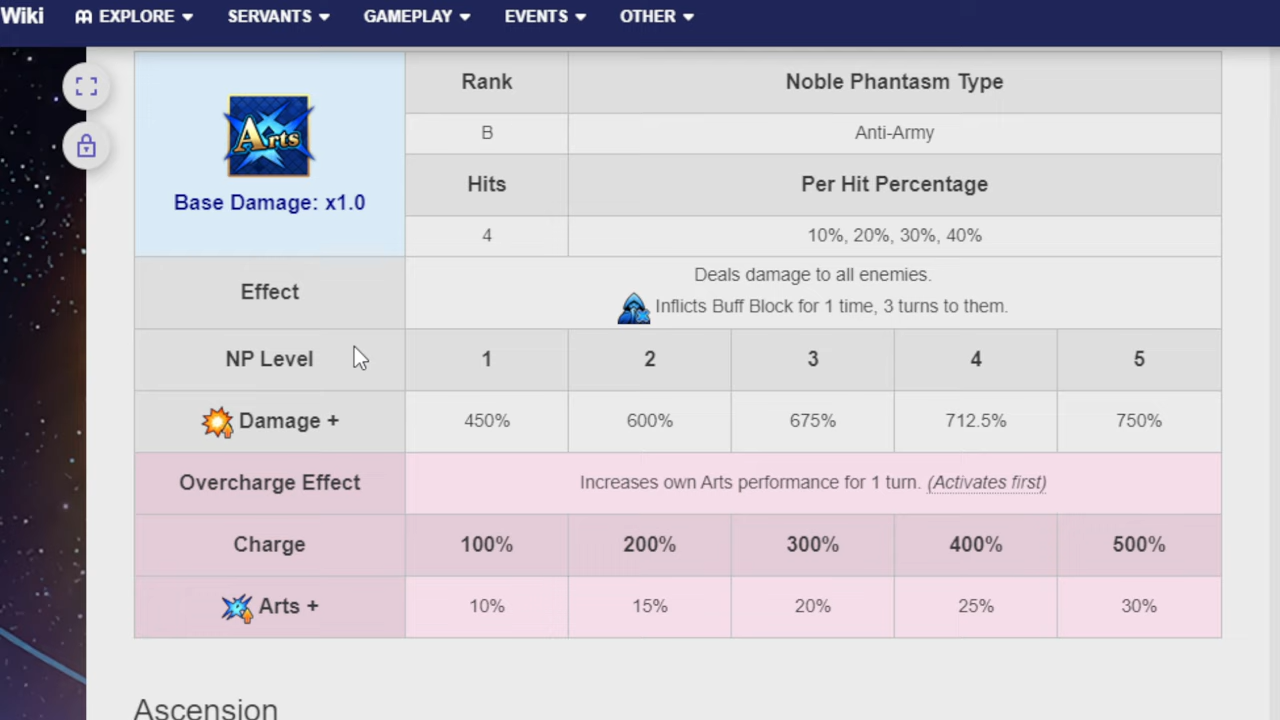 Wiki EXPLORE SERVANTS GAMEPLAY EVENTS OTHER
Arts
Base Damage: x1.0
Rank Noble Phantasm Type
B Anti-Army
Hits Per Hit Percentage
4 10%, 20%, 30%, 40%
Effect
Deals damage to all enemies.
Inflicts Buff Block for 1 time, 3 turns to them.
NP Level 1 2 3 4 5
Damage + 450% 600% 675% 712.5% 750%
Overcharge Effect Increases own Arts performance for 1 turn. (Activates first)
Charge 100% 200% 300% 400% 500%
Arts + 10% 15% 20% 25% 30%
Ascension